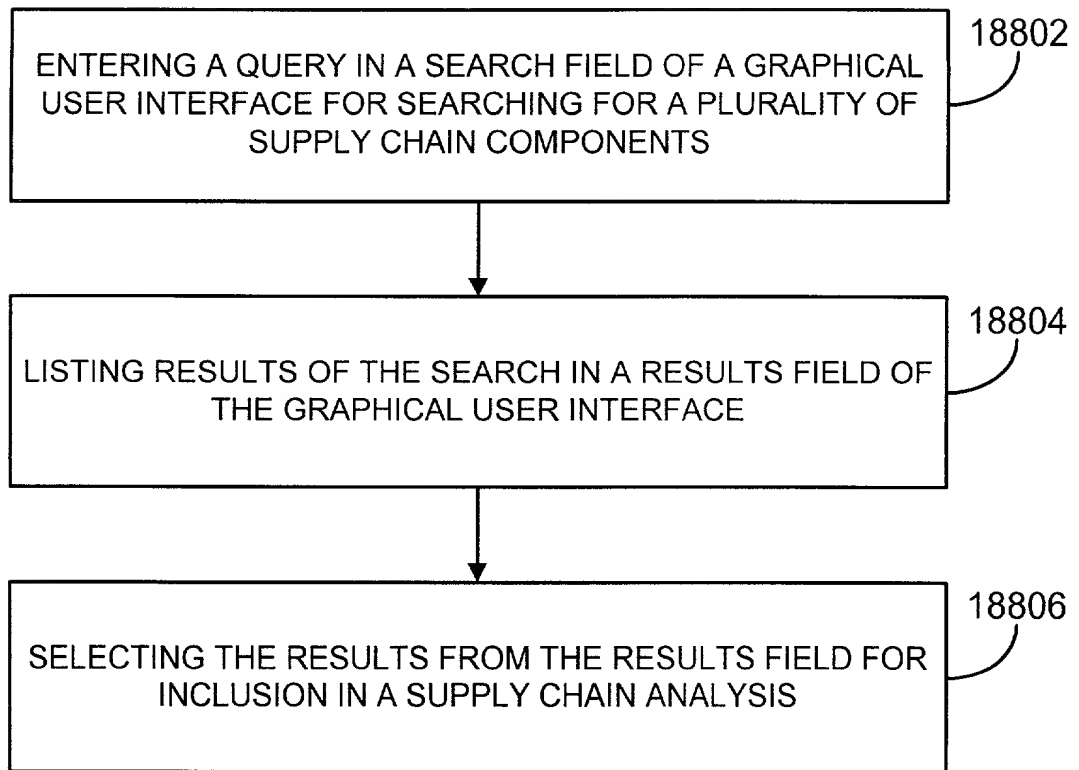 18802
ENTERING A QUERY IN A SEARCH FIELD OF A GRAPHICAL
USER INTERFACE FOR SEARCHING FOR A PLURALITY OF
SUPPLY CHAIN COMPONENTS
18804
LISTING RESULTS OF THE SEARCH IN A RESULTS FIELD OF
THE GRAPHICAL USER INTERFACE
18806
SELECTING THE RESULTS FROM THE RESULTS FIELD FOR
INCLUSION IN A SUPPLY CHAIN ANALYSIS